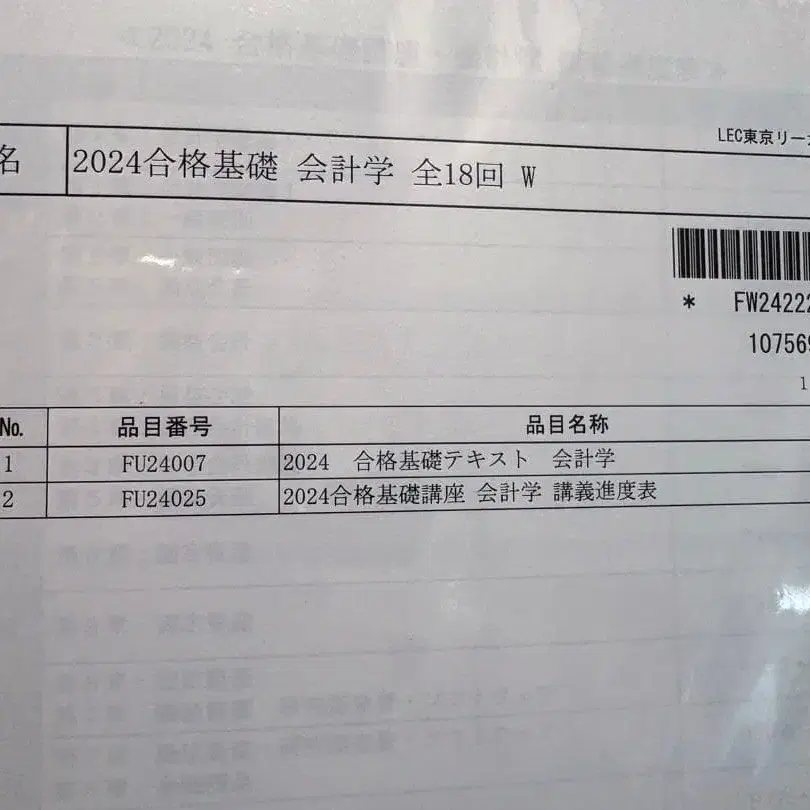 LEC東京リー
名 2024合格基礎 会計学 全18回 W
* FW24222
107569
1
No. 品目番号 品目名称
1 FU24007 2024 合格基礎テキスト 会計学
2 FU24025 2024合格基礎講座 会計学 講義進度表